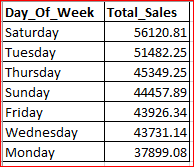 Day_Of_Week Total_Sales
Saturday 56120.81
Tuesday 51482.25
Thursday 45349.25
Sunday 44457.89
Friday 43926.34
Wednesday 43731.14
Monday 37899.08